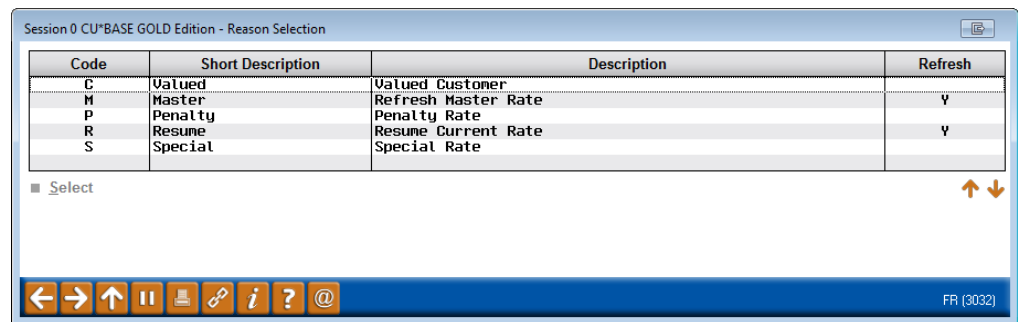 Session 0 CU*BASE GOLD Edition - Reason Selection
Code Short Description Description Refresh
C Valued Valued Customer
M Master Refresh Master Rate Y
P Penalty Penalty Rate
R Resume Resume Current Rate Y
S Special Special Rate
Select
i ? @ FR (3032)